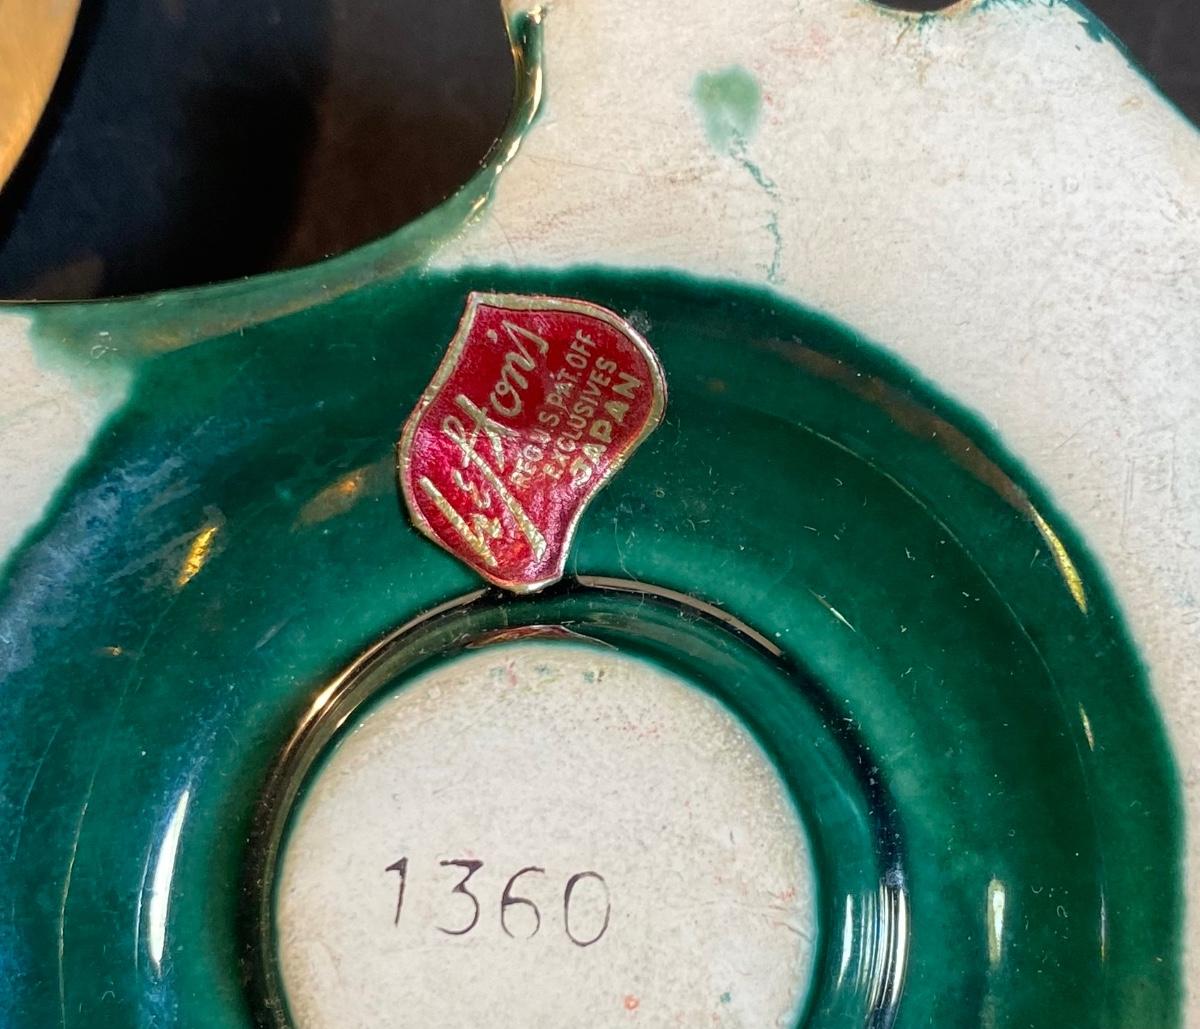 Lefton's
REG. U.S. PAT. OFF
EXCLUSIVES
JAPAN
1360